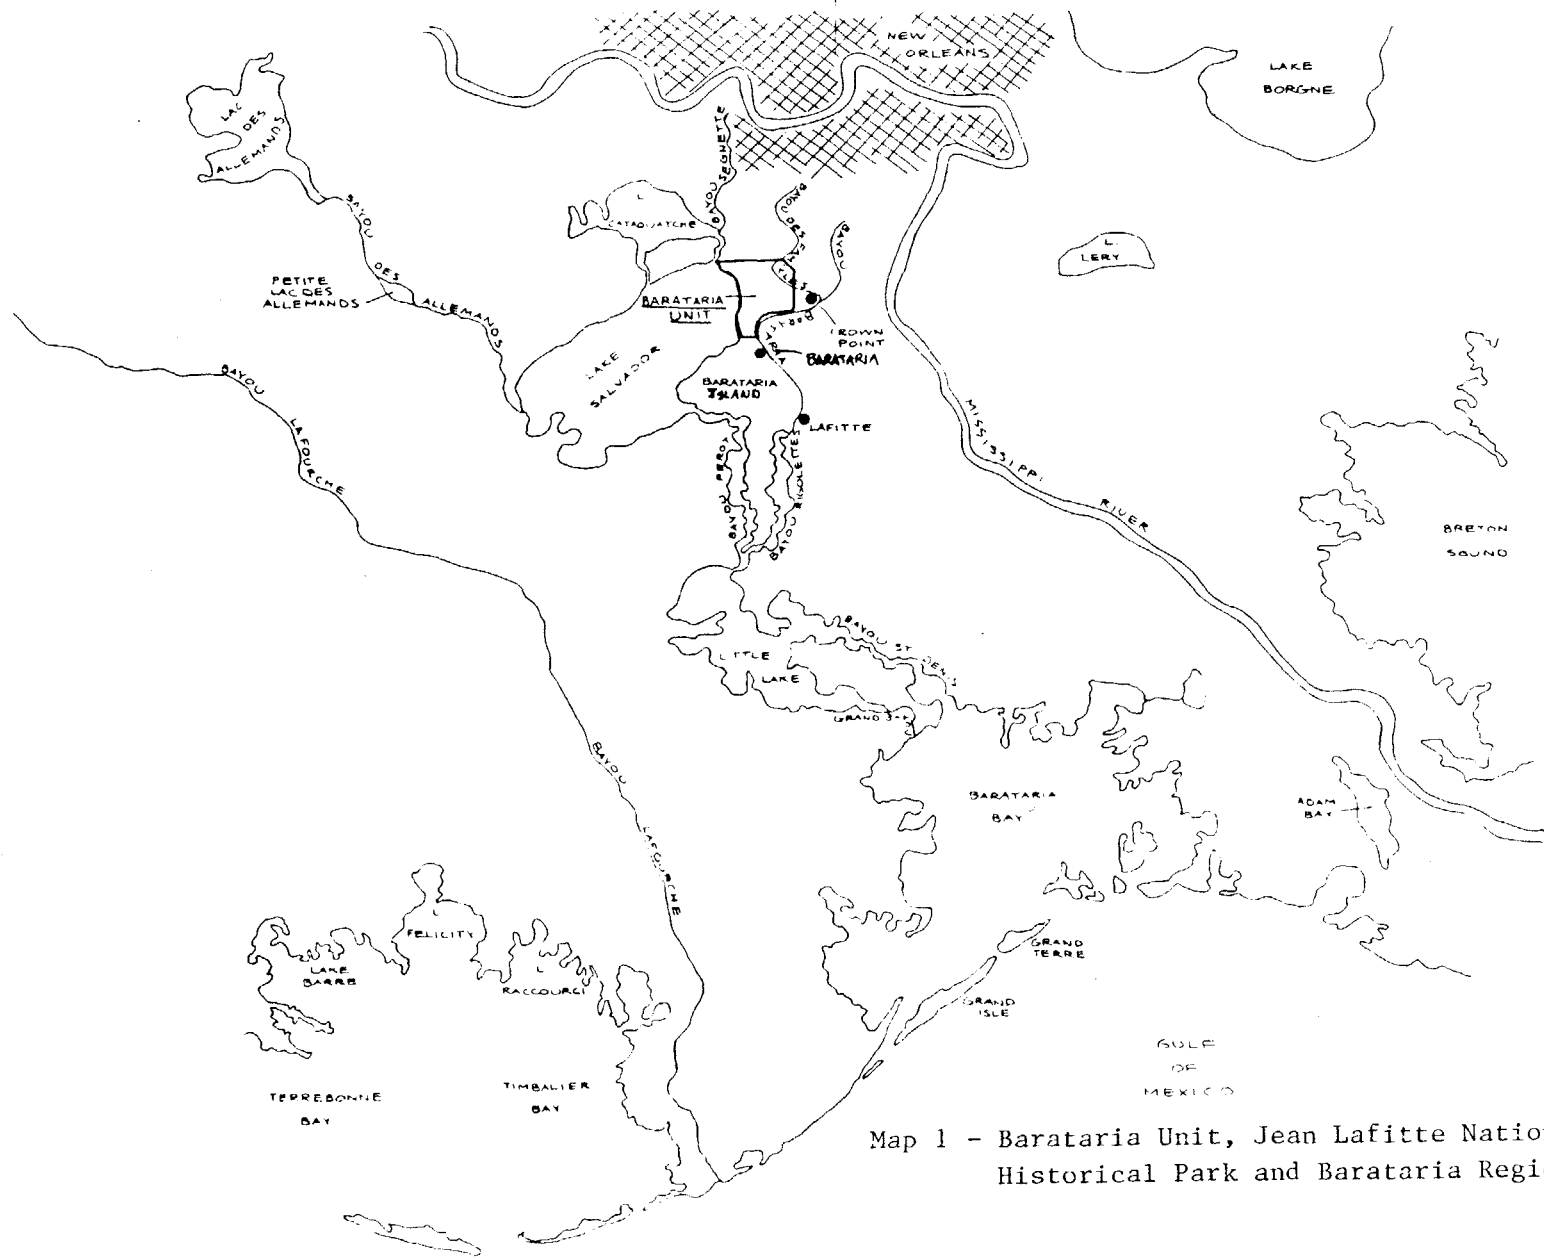 NEW
ORLEANS
LAKE
BORGNE
LAC
DES
ALLEMANDS
BAYOU SEGNETTE
BAYOU
L
CATAOUATCHE
BAYOU
BAYOU
DES
ALLEMANDS
PETITE
LAC DES
ALLEMANDS
L.
LERY
BARATARIA
UNIT
CROWN
POINT
BARATARIA
LAKE
SALVADOR
BARATARIA
ISLAND
LAFITTE
BAYOU
LAFOURCHE
MISSISSIPPI
RIVER
BAYOU PEROT
BAYOU RIGOLETTES
BRETON
SOUND
BAYOU ST. DENIS
LITTLE
LAKE
GRAND BAY
BAYOU
LAFOURCHE
BARATARIA
BAY
ADAM
BAY
L
FELICITY
LAKE
BARRE
L
RACCOURCI
GRAND
TERRE
GRAND
ISLE
GULF
OF
MEXICO
TERREBONNE
BAY
TIMBALIER
BAY
Map 1 - Barataria Unit, Jean Lafitte Natio
Historical Park and Barataria Regi